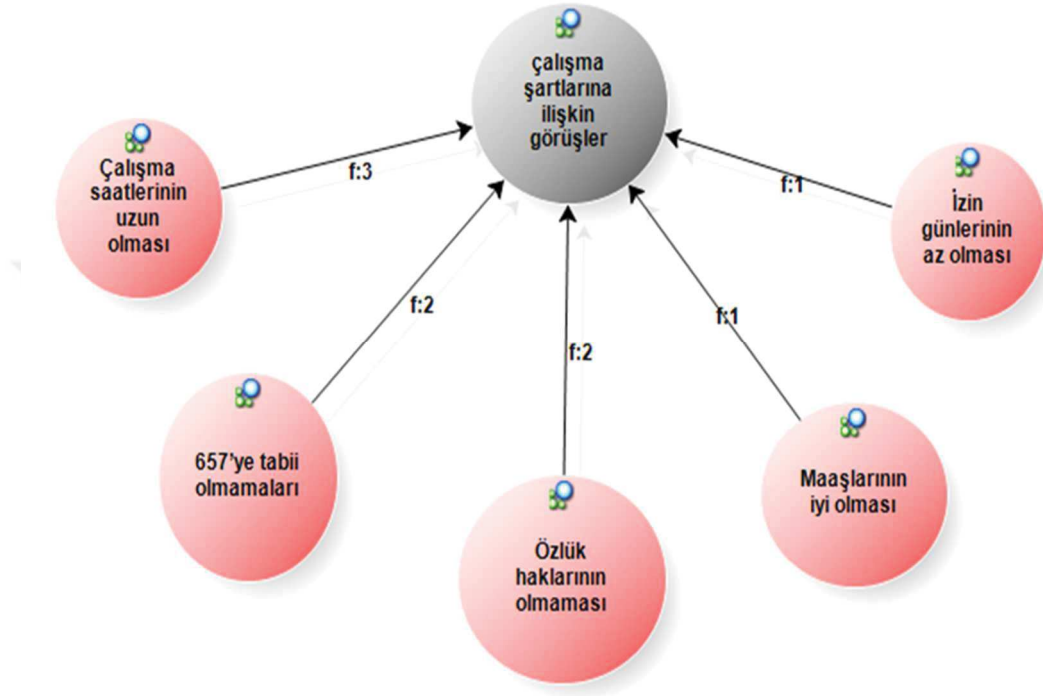 çalışma
şartlarına
ilişkin
görüşler
Çalışma
saatlerinin
uzun
olması
f:3
f:1
İzin
günlerinin
az olması
f:2
f:2
f:1
657'ye tabii
olmamaları
Özlük
haklarının
olmaması
Maaşlarının
iyi olması